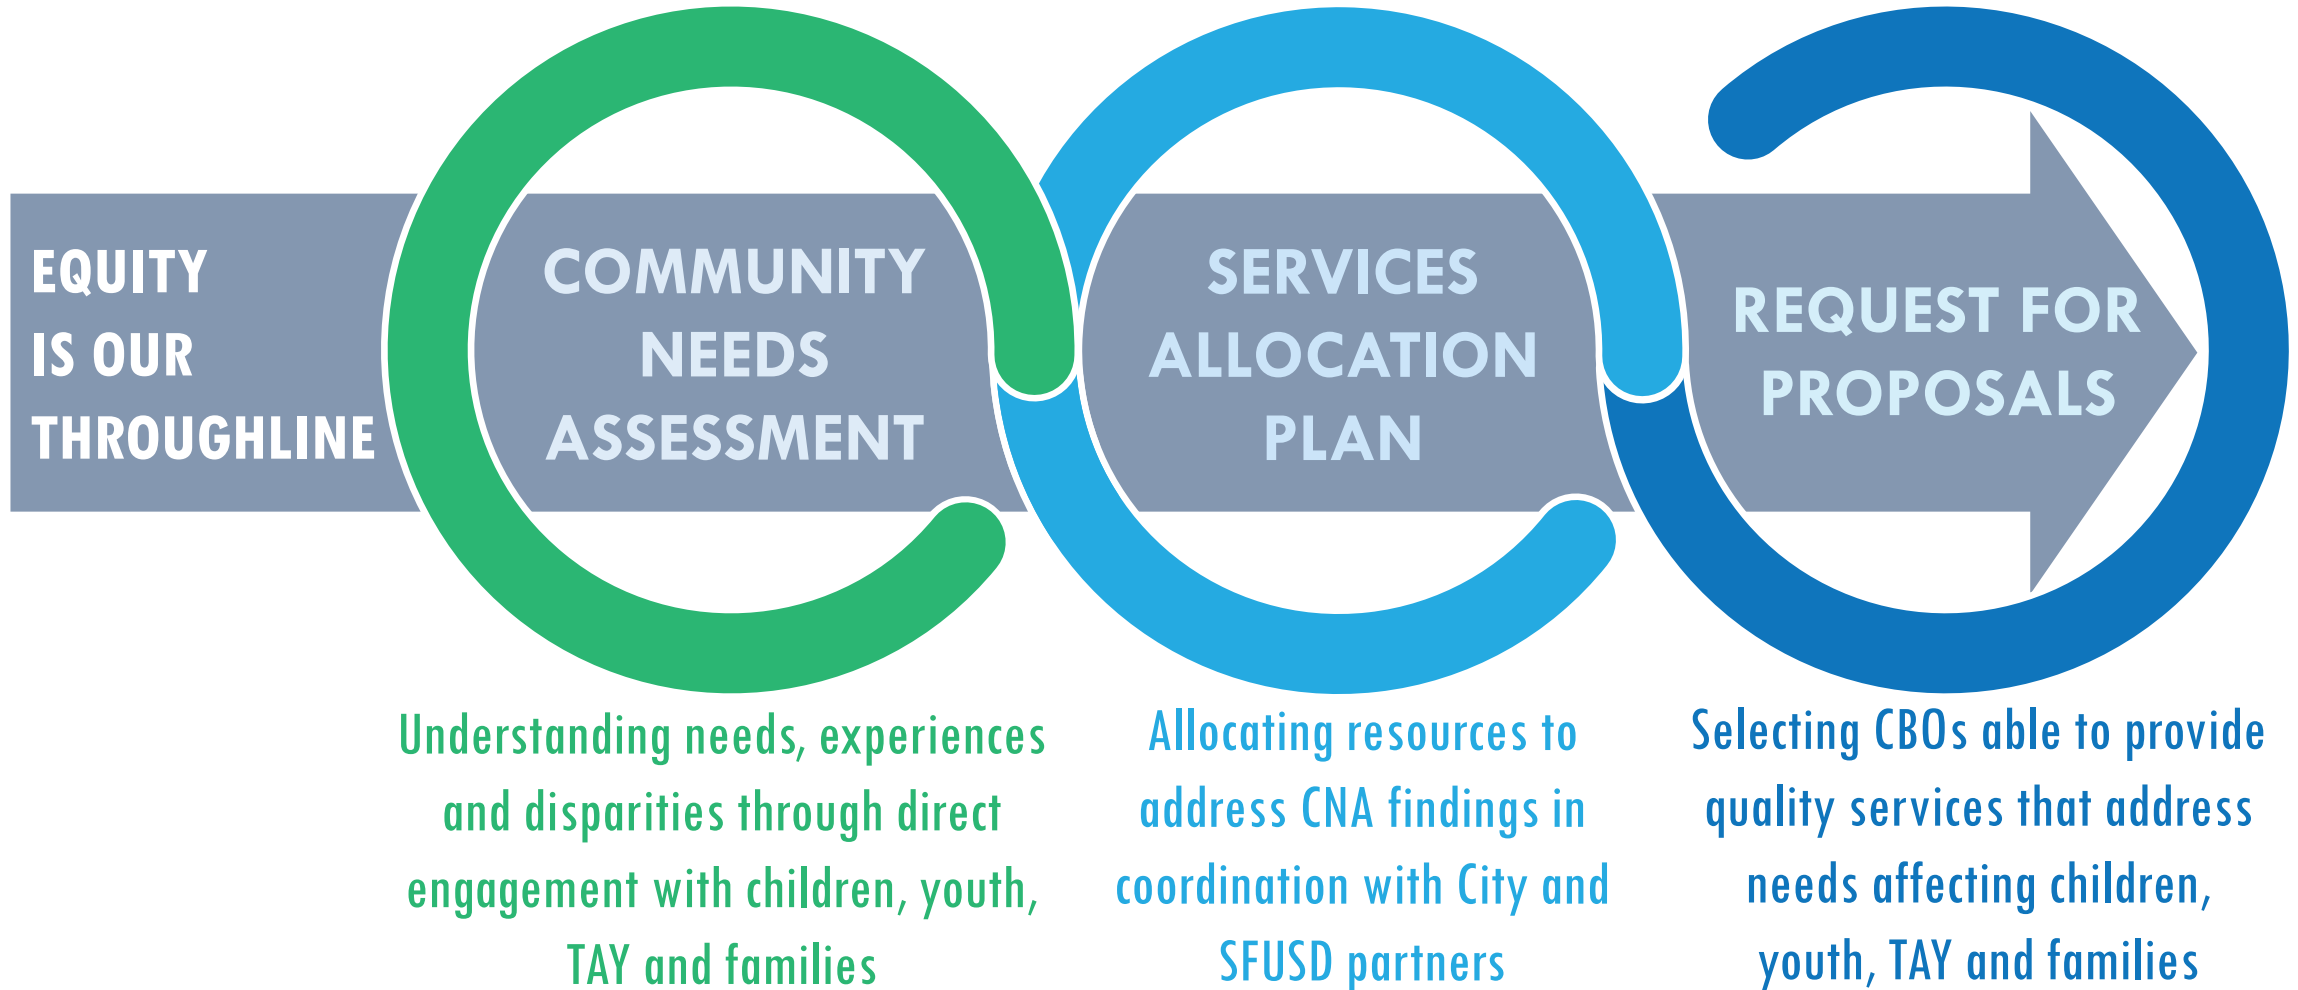 EQUITY
IS OUR
THROUGHLINE
COMMUNITY
NEEDS
ASSESSMENT
SERVICES
ALLOCATION
PLAN
REQUEST FOR
PROPOSALS
Understanding needs, experiences
and disparities through direct
engagement with children, youth,
TAY and families
Allocating resources to
address CNA findings in
coordination with City and
SFUSD partners
Selecting CBOs able to provide
quality services that address
needs affecting children,
youth, TAY and families